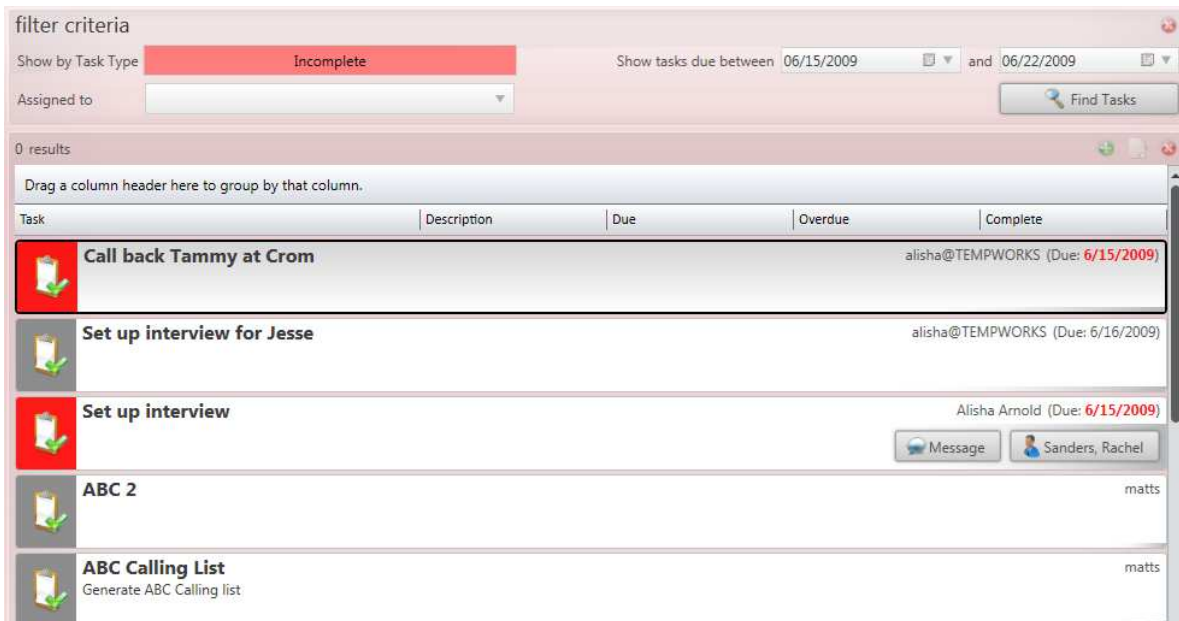 filter criteria
Show by Task Type Incomplete Show tasks due between 06/15/2009 and 06/22/2009
Assigned to Find Tasks
0 results
Drag a column header here to group by that column.
Task Description Due Overdue Complete
Call back Tammy at Crom alisha@TEMPWORKS (Due: 6/15/2009)
Set up interview for Jesse alisha@TEMPWORKS (Due: 6/16/2009)
Set up interview Alisha Arnold (Due: 6/15/2009)
Message Sanders, Rachel
ABC 2 matts
ABC Calling List matts
Generate ABC Calling list